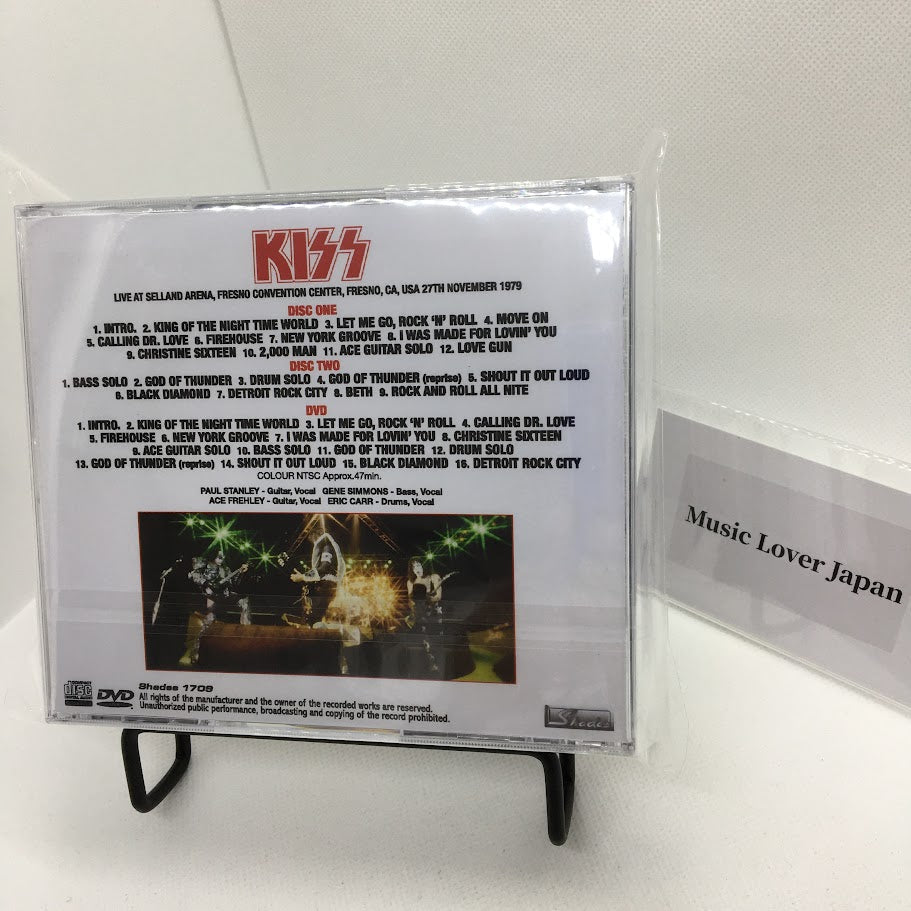 KISS
LIVE AT SELLAND ARENA, FRESNO CONVENTION CENTER, FRESNO, CA, USA 27TH NOVEMBER 1979
DISC ONE
1. INTRO. 2. KING OF THE NIGHT TIME WORLD 3. LET ME GO, ROCK 'N' ROLL 4. MOVE ON
5. CALLING DR. LOVE 6. FIREHOUSE 7. NEW YORK GROOVE 8. I WAS MADE FOR LOVIN' YOU
9. CHRISTINE SIXTEEN 10. 2,000 MAN 11. ACE GUITAR SOLO 12. LOVE GUN
DISC TWO
1. BASS SOLO 2. GOD OF THUNDER 3. DRUM SOLO 4. GOD OF THUNDER (reprise) 5. SHOUT IT OUT LOUD
6. BLACK DIAMOND 7. DETROIT ROCK CITY 8. BETH 9. ROCK AND ROLL ALL NITE
DVD
1. INTRO. 2. KING OF THE NIGHT TIME WORLD 3. LET ME GO, ROCK 'N' ROLL 4. CALLING DR. LOVE
5. FIREHOUSE 6. NEW YORK GROOVE 7. I WAS MADE FOR LOVIN' YOU 8. CHRISTINE SIXTEEN
9. ACE GUITAR SOLO 10. BASS SOLO 11. GOD OF THUNDER 12. DRUM SOLO
13. GOD OF THUNDER (reprise) 14. SHOUT IT OUT LOUD 15. BLACK DIAMOND 16. DETROIT ROCK CITY
COLOUR NTSC Approx.47min.
PAUL STANLEY - Guitar, Vocal GENE SIMMONS - Bass, Vocal
ACE FREHLEY - Guitar, Vocal ERIC CARR - Drums, Vocal
COMPACT disc DIGITAL AUDIO DVD
Shades 1709
All rights of the manufacturer and the owner of the recorded works are reserved.
Unauthorized public performance, broadcasting and copying of the record prohibited.
Shades
Music Lover Japan